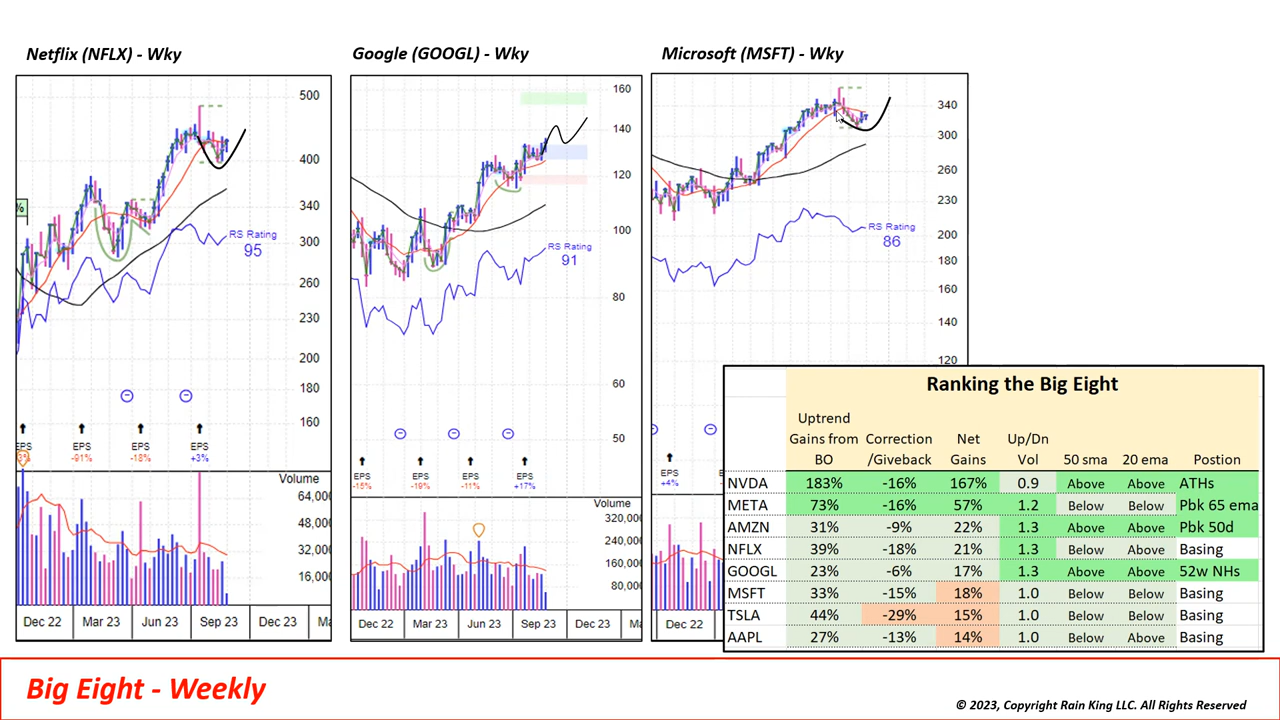 Netflix (NFLX) - Wky
Google (GOOGL) - Wky
Microsoft (MSFT) - Wky
500
400
340
300
260
230
200
180
160
%
RS Rating
95
EPS
EPS
-91%
EPS
-18%
EPS
+3%
Volume
64,000
48,000
32,000
16,000
Dec 22
Mar 23
Jun 23
Sep 23
Dec 23
160
140
120
100
80
60
50
RS Rating
91
EPS
-15%
EPS
-19%
EPS
-11%
EPS
+17%
Volume
320,000
240,000
160,000
80,000
Dec 22
Mar 23
Jun 23
Sep 23
Dec 23
340
300
260
230
200
180
160
140
120
RS Rating
86
EPS
+4%
Dec 22
Ranking the Big Eight
Uptrend
Gains from Correction Net Up/Dn
BO /Giveback Gains Vol 50 sma 20 ema Postion
NVDA 183% -16% 167% 0.9 Above Above ATHs
META 73% -16% 57% 1.2 Below Below Pbk 65 ema
AMZN 31% -9% 22% 1.3 Above Above Pbk 50d
NFLX 39% -18% 21% 1.3 Below Above Basing
GOOGL 23% -6% 17% 1.3 Above Above 52w NHs
MSFT 33% -15% 18% 1.0 Below Below Basing
TSLA 44% -29% 15% 1.0 Below Below Basing
AAPL 27% -13% 14% 1.0 Below Above Basing
Big Eight - Weekly
© 2023, Copyright Rain King LLC. All Rights Reserved